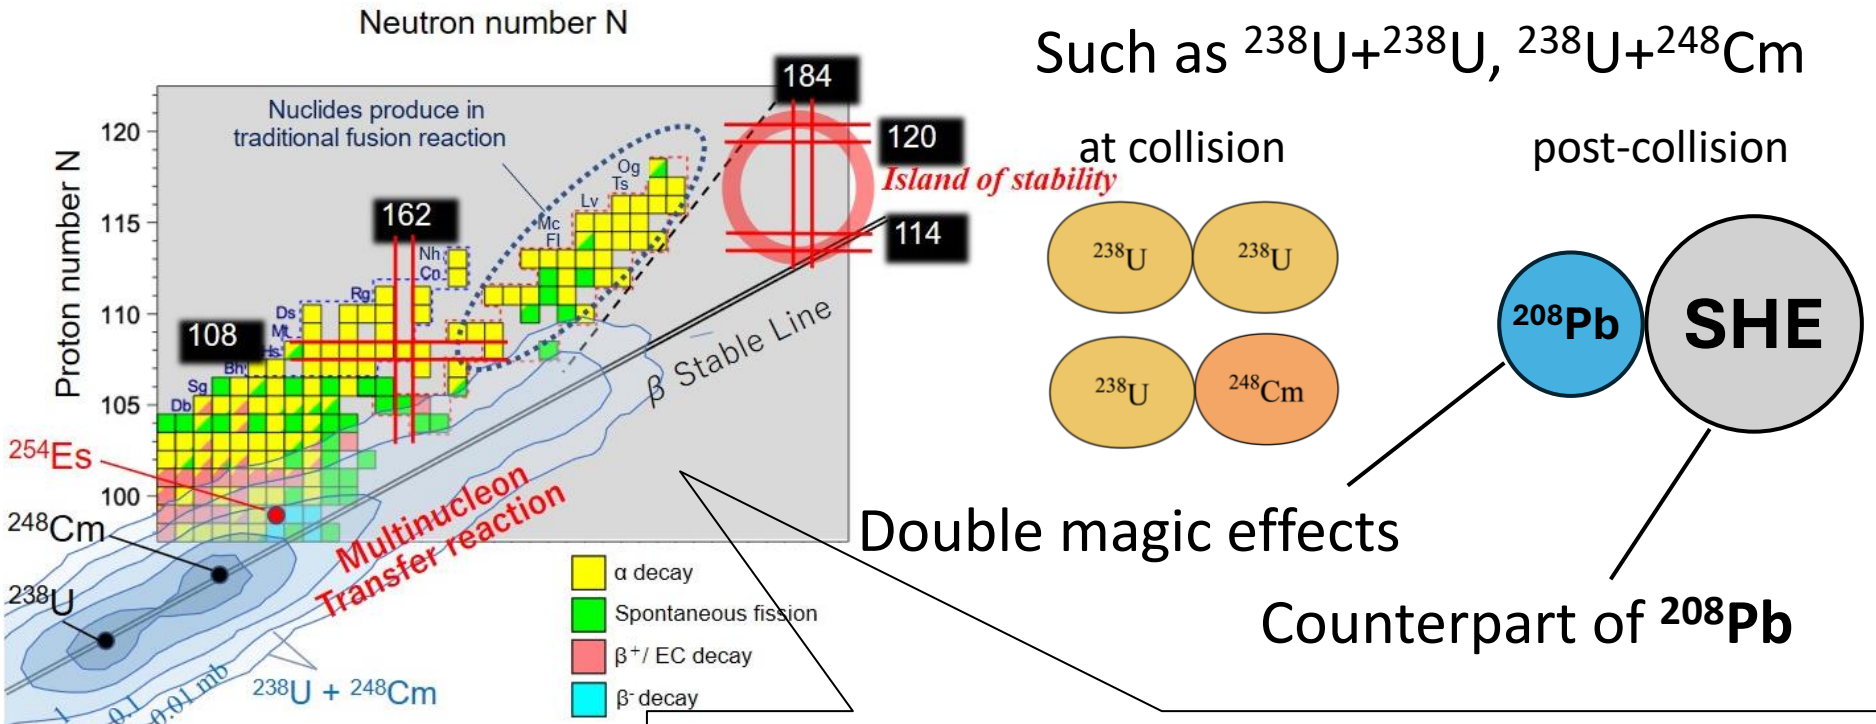 Neutron number N
184
Nuclides produce in
traditional fusion reaction
120
120
Island of stability
Og
Ts
Lv
115
Mc
Fl
162
114
Nh
Cn
Rg
110
Ds
Mt
108
Hs
Bh
Sg
105
Db
Proton number N
β Stable Line
²⁵⁴Es
100
²⁴⁸Cm
²³⁸U
Multinucleon
Transfer reaction
α decay
Spontaneous fission
β⁺/ EC decay
β⁻ decay
²³⁸U + ²⁴⁸Cm
1
0.1
0.01 mb
Such as ²³⁸U+²³⁸U, ²³⁸U+²⁴⁸Cm
at collision
post-collision
²³⁸U
²³⁸U
²³⁸U
²⁴⁸Cm
²⁰⁸Pb
SHE
Double magic effects
Counterpart of ²⁰⁸Pb